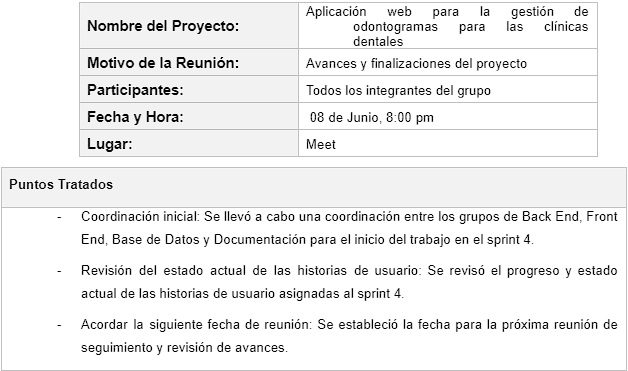 Nombre del Proyecto:
Aplicación web para la gestión de
odontogramas para las clínicas
dentales
Motivo de la Reunión:
Avances y finalizaciones del proyecto
Participantes:
Todos los integrantes del grupo
Fecha y Hora:
08 de Junio, 8:00 pm
Lugar:
Meet
Puntos Tratados
- Coordinación inicial: Se llevó a cabo una coordinación entre los grupos de Back End, Front
End, Base de Datos y Documentación para el inicio del trabajo en el sprint 4.
- Revisión del estado actual de las historias de usuario: Se revisó el progreso y estado
actual de las historias de usuario asignadas al sprint 4.
- Acordar la siguiente fecha de reunión: Se estableció la fecha para la próxima reunión de
seguimiento y revisión de avances.